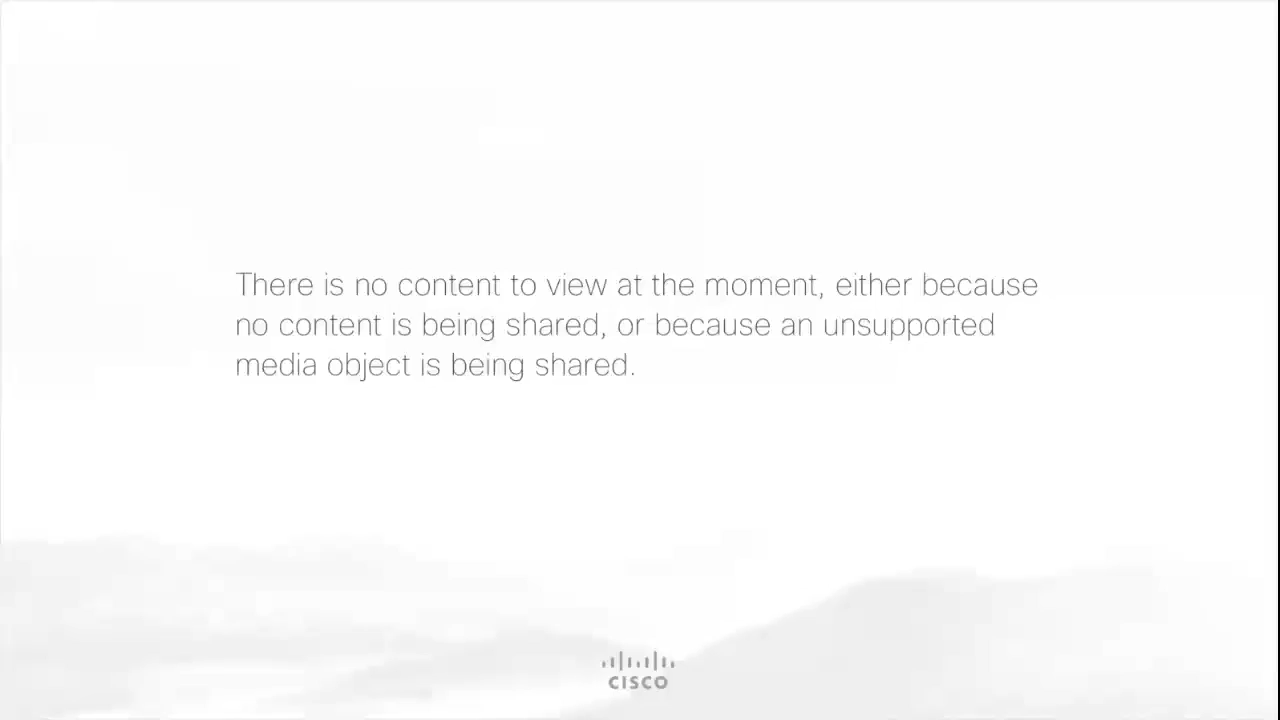 There is no content to view at the moment, either because
no content is being shared, or because an unsupported
media object is being shared.
CISCO